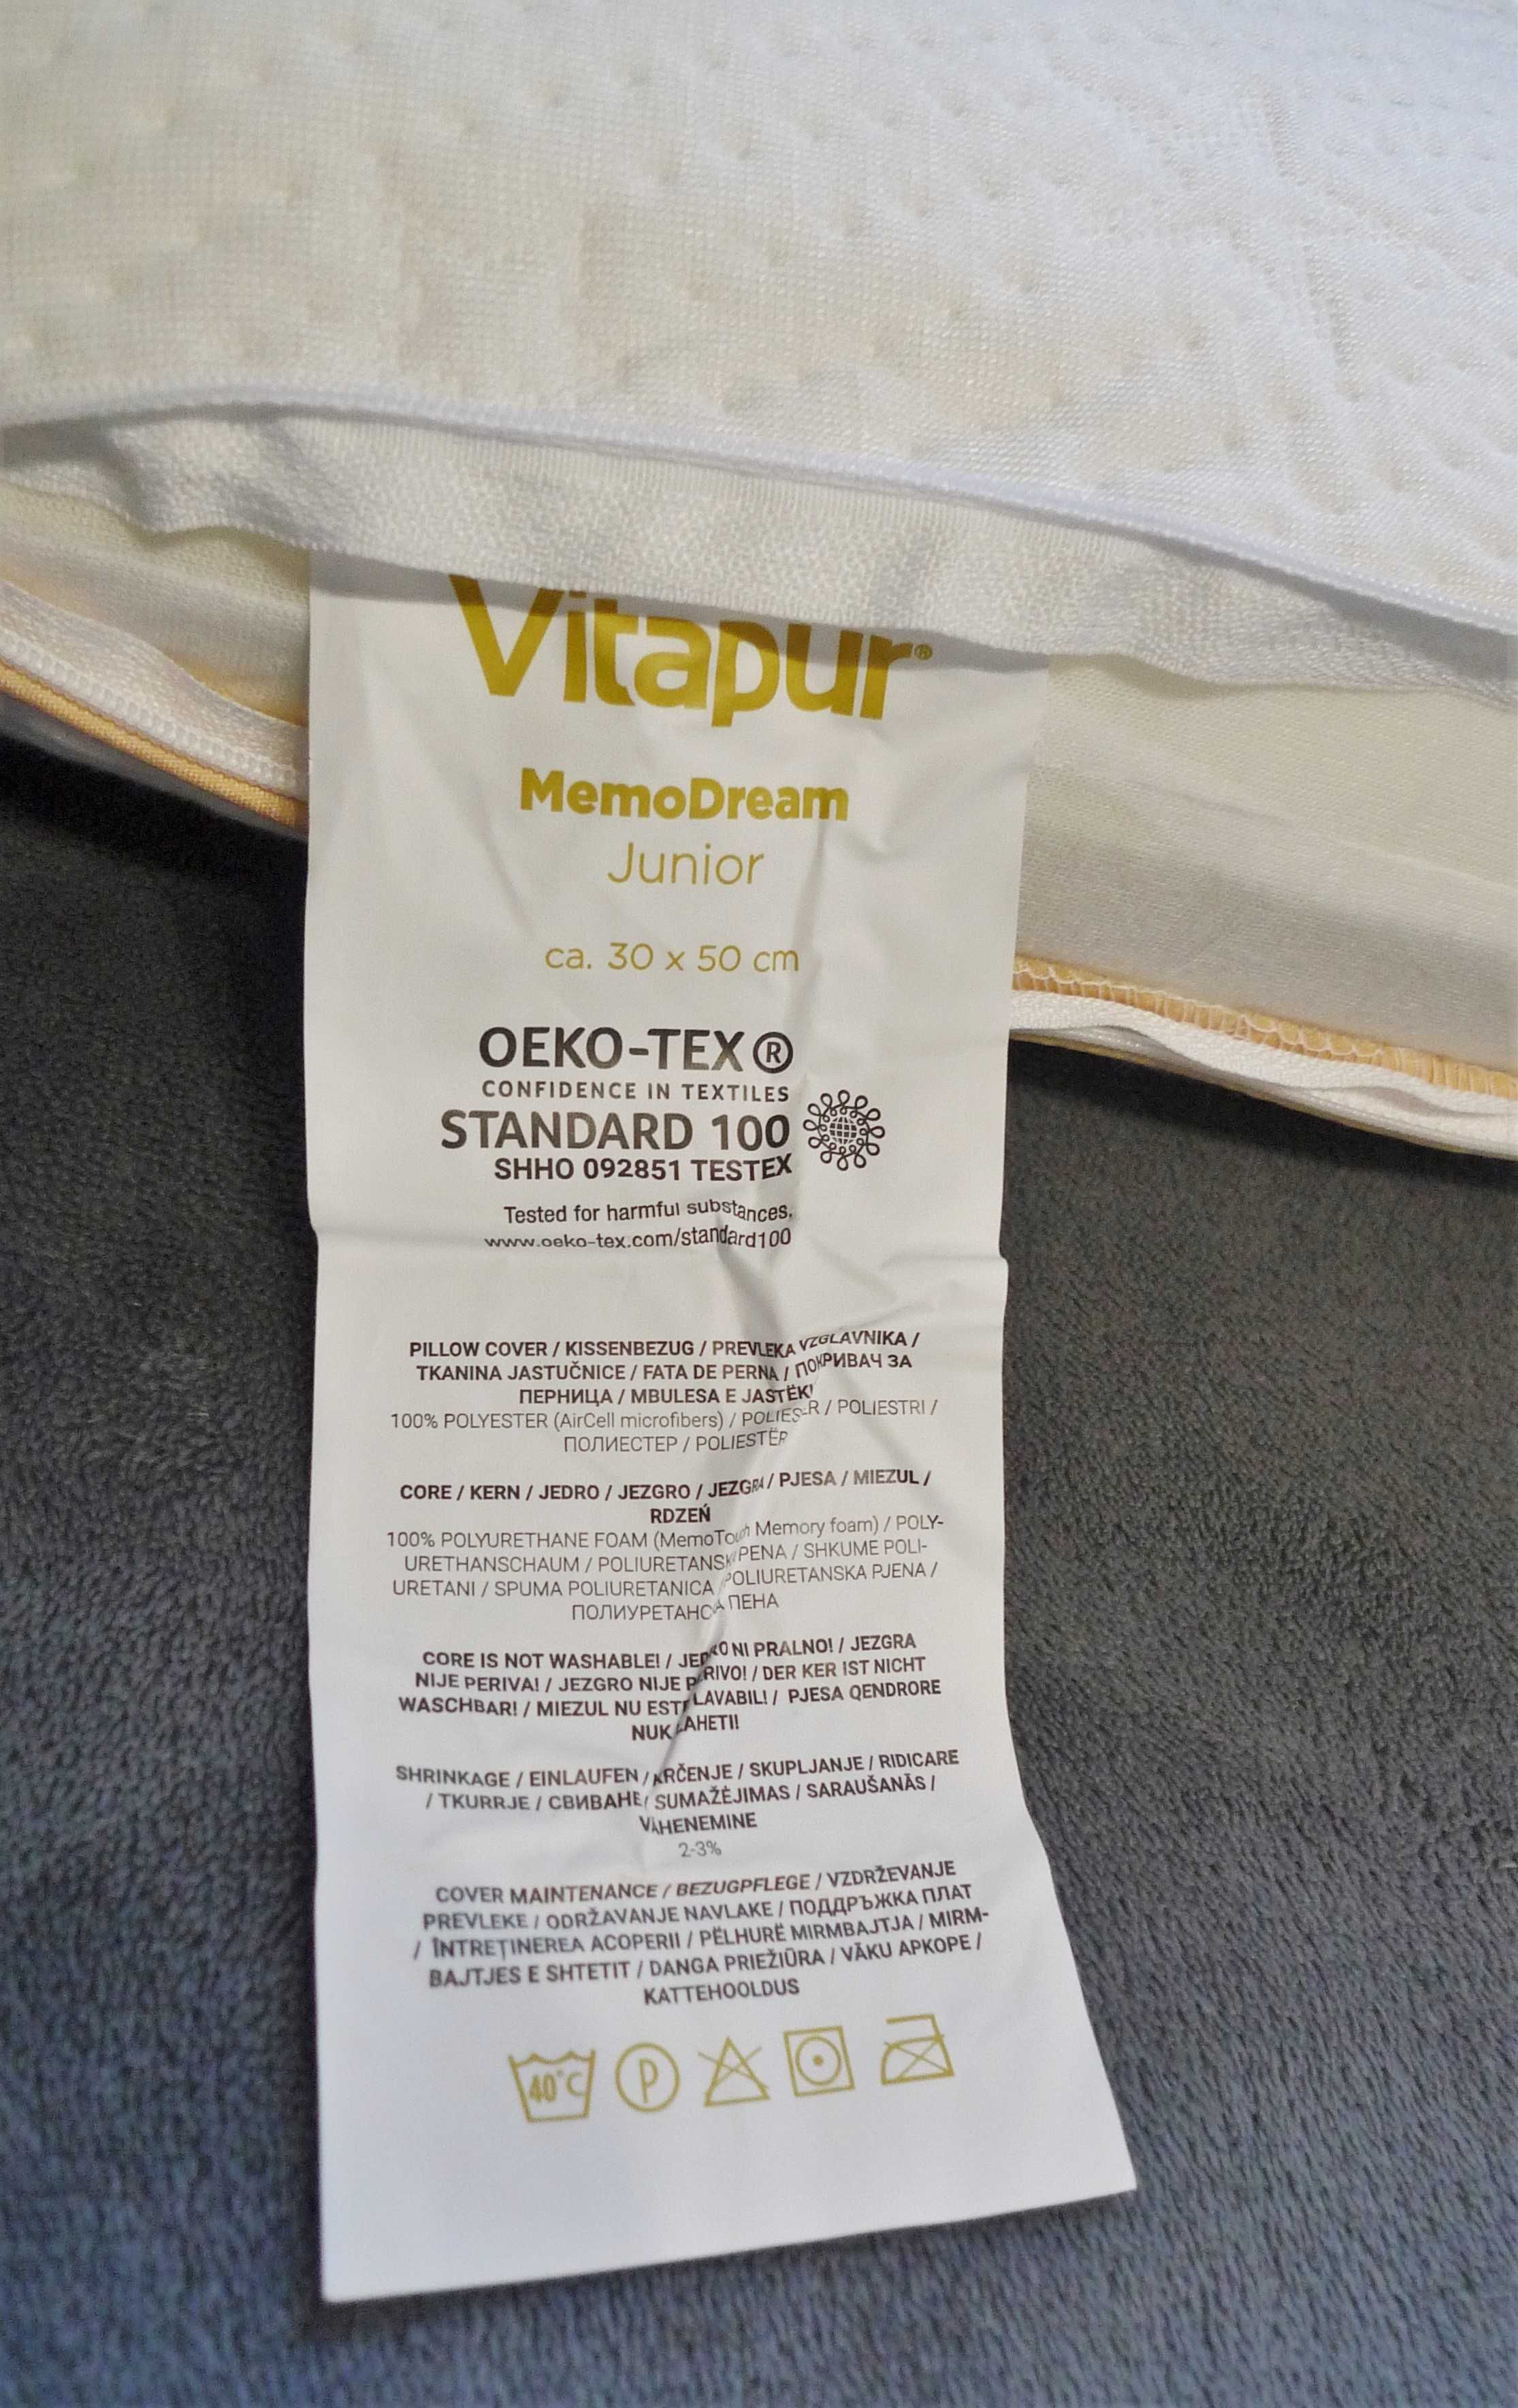 Vitapur®
MemoDream
Junior
ca. 30 x 50 cm
OEKO-TEX®
CONFIDENCE IN TEXTILES
STANDARD 100
SHHO 092851 TESTEX
Tested for harmful substances.
www.oeko-tex.com/standard100
PILLOW COVER / KISSENBEZUG / PREVLEKA VZGLAVNIKA /
TKANINA JASTUČNICE / FATA DE PERNA / ПОКРИВАЧ ЗА
ПЕРНИЦА / MBULESA E JASTËKI
100% POLYESTER (AirCell microfibers) / POLIESER / POLIESTRI /
ПОЛИЕСТЕР / POLIESTËR
CORE / KERN / JEDRO / JEZGRO / JEZGRA / PJESA / MIEZUL /
RDZEŃ
100% POLYURETHANE FOAM (MemoTouch Memory foam) / POLY-
URETHANSCHAUM / POLIURETANSKA PENA / SHKUME POLI-
URETANI / SPUMA POLIURETANICA / POLIURETANSKA PJENA /
ПОЛИУРЕТАНСКА ПЕНА
CORE IS NOT WASHABLE! / JEDRO NI PRALNO! / JEZGRA
NIJE PERIVA! / JEZGRO NIJE PERIVO! / DER KER IST NICHT
WASCHBAR! / MIEZUL NU ESTE LAVABIL! / PJESA QENDRORE
NUK LAHETI!
SHRINKAGE / EINLAUFEN / KRČENJE / SKUPLJANJE / RIDICARE
/ TKURRJE / СВИВАНЕ / SUMAŽĖJIMAS / SARAUŠANĀS /
VÄHENEMINE
2-3%
COVER MAINTENANCE / BEZUGPFLEGE / VZDRŽEVANJE
PREVLEKE / ODRŽAVANJE NAVLAKE / ПОДДРЪЖКА ПЛАТ
/ ÎNTREȚINEREA ACOPERII / PËLHURË MIRMBAJTJA / MIRM-
BAJTJES E SHTETIT / DANGA PRIEŽIŪRA / VĀKU APKOPE /
KATTEHOOLDUS
40°C P